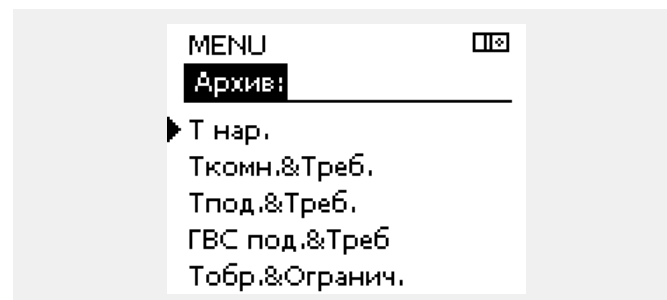 MENU
Архив:
Т нар.
Ткомн.&Треб.
Тпод.&Треб.
ГВС под.&Треб
Тобр.&Огранич.